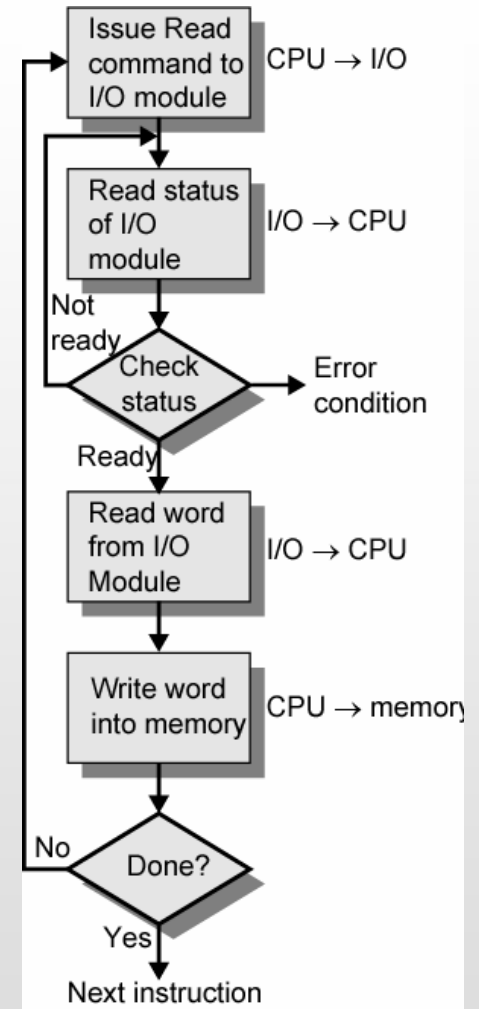 Issue Read
command to
I/O module
CPU → I/O
Read status
of I/O
module
I/O → CPU
Not
ready
Check
status
Error
condition
Ready
Read word
from I/O
Module
I/O → CPU
Write word
into memory
CPU → memory
No
Done?
Yes
Next instruction